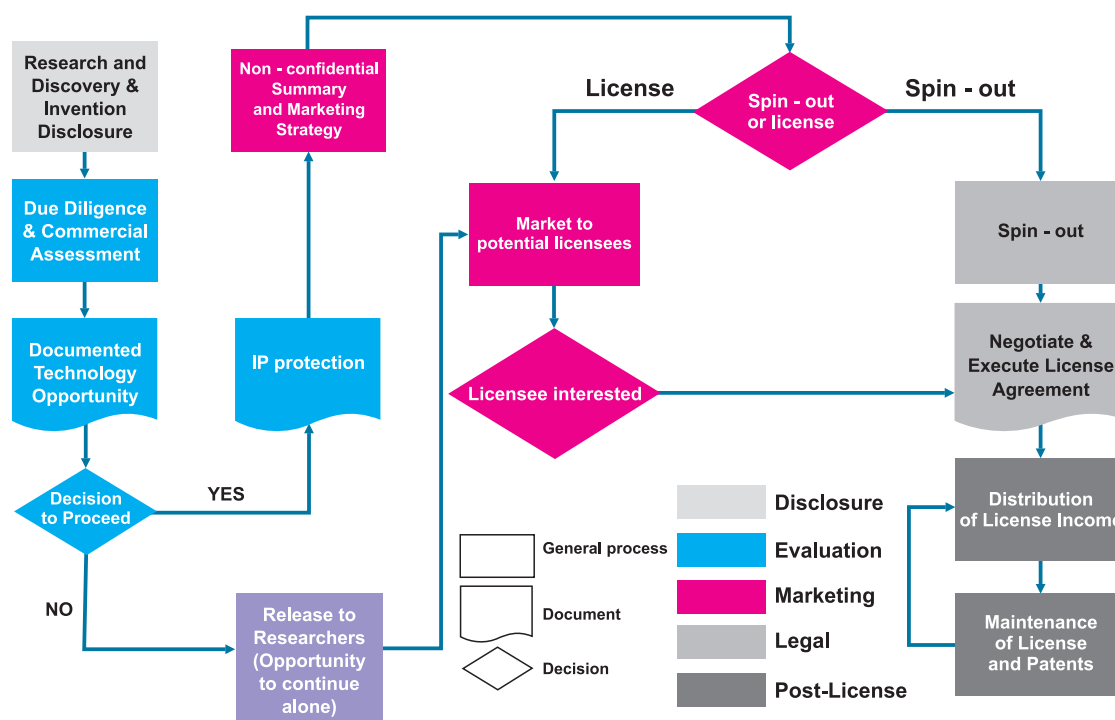 Research and
Discovery &
Invention
Disclosure
Due Diligence
& Commercial
Assessment
Documented
Technology
Opportunity
Decision
to Proceed
YES
NO
IP protection
Non - confidential
Summary
and Marketing
Strategy
Release to
Researchers
(Opportunity
to continue
alone)
License
Spin - out
or license
Spin - out
Market to
potential licensees
Licensee interested
Spin - out
Negotiate &
Execute License
Agreement
Distribution
of License Income
Maintenance
of License
and Patents
General process
Document
Decision
Disclosure
Evaluation
Marketing
Legal
Post-License